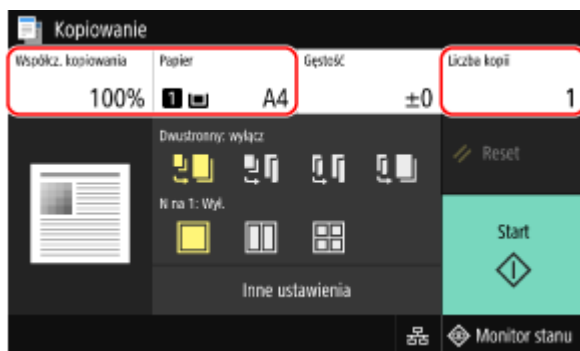 Kopiowanie
Współcz. kopiowania
100%
Papier
1 A4
Gęstość
±0
Liczba kopii
1
Dwustronny: wyłącz
N na 1: Wył.
Inne ustawienia
Reset
Start
Monitor stanu